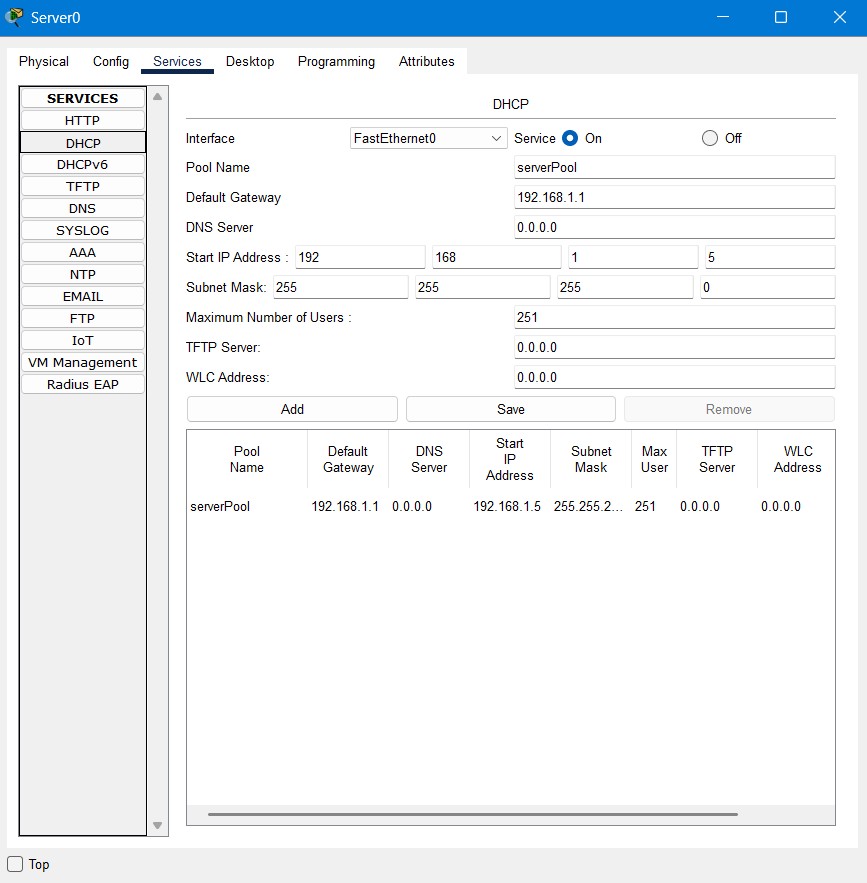 Server0
Physical Config Services Desktop Programming Attributes
SERVICES
HTTP
DHCP
DHCPv6
TFTP
DNS
SYSLOG
AAA
NTP
EMAIL
FTP
IoT
VM Management
Radius EAP
DHCP
Interface FastEthernet0 Service On Off
Pool Name serverPool
Default Gateway 192.168.1.1
DNS Server 0.0.0.0
Start IP Address : 192 168 1 5
Subnet Mask: 255 255 255 0
Maximum Number of Users : 251
TFTP Server: 0.0.0.0
WLC Address: 0.0.0.0
Add Save Remove
Pool Name Default Gateway DNS Server Start IP Address Subnet Mask Max User TFTP Server WLC Address
serverPool 192.168.1.1 0.0.0.0 192.168.1.5 255.255.2... 251 0.0.0.0 0.0.0.0
Top